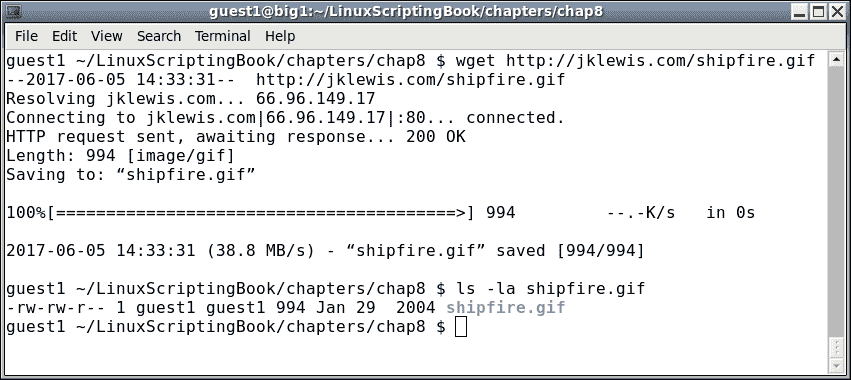 guest1@big1:~/LinuxScriptingBook/chapters/chap8
File Edit View Search Terminal Help
guest1 ~/LinuxScriptingBook/chapters/chap8 $ wget http://jklewis.com/shipfire.gif
--2017-06-05 14:33:31--  http://jklewis.com/shipfire.gif
Resolving jklewis.com... 66.96.149.17
Connecting to jklewis.com|66.96.149.17|:80... connected.
HTTP request sent, awaiting response... 200 OK
Length: 994 [image/gif]
Saving to: “shipfire.gif”
100%[========================================>] 994         --.-K/s   in 0s
2017-06-05 14:33:31 (38.8 MB/s) - “shipfire.gif” saved [994/994]
guest1 ~/LinuxScriptingBook/chapters/chap8 $ ls -la shipfire.gif
-rw-rw-r-- 1 guest1 guest1 994 Jan 29  2004 shipfire.gif
guest1 ~/LinuxScriptingBook/chapters/chap8 $